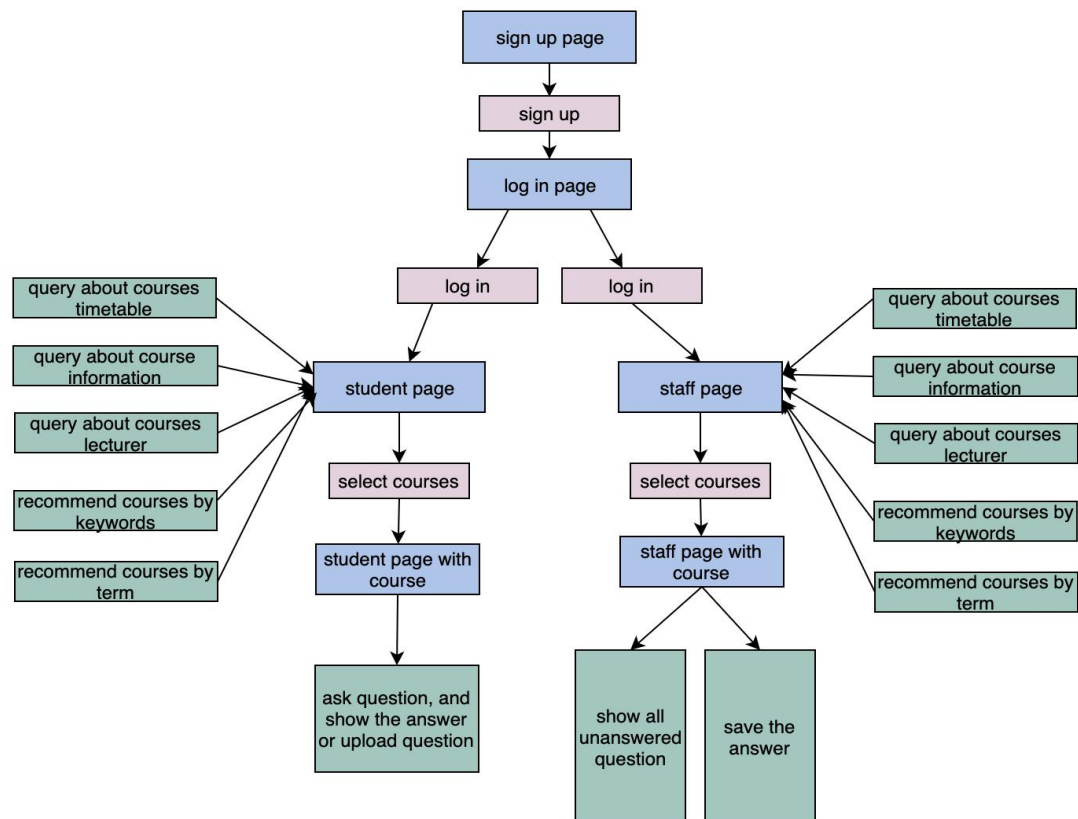 sign up page
sign up
log in page
log in
log in
query about courses
timetable
query about course
information
query about courses
lecturer
recommend courses by
keywords
recommend courses by
term
student page
select courses
student page with
course
ask question, and
show the answer
or upload question
staff page
select courses
staff page with
course
show all
unanswered
question
save the
answer
query about courses
timetable
query about course
information
query about courses
lecturer
recommend courses by
keywords
recommend courses by
term